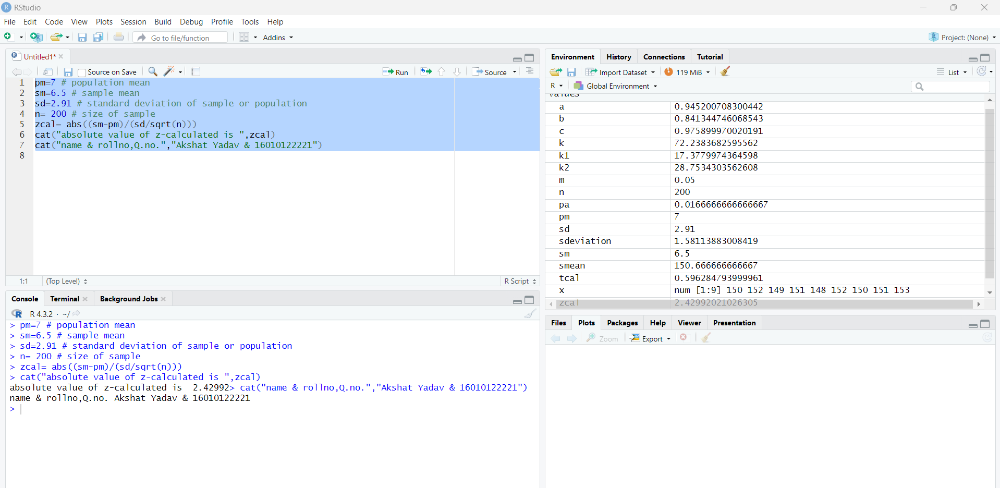 RStudio
File Edit Code View Plots Session Build Debug Profile Tools Help
Go to file/function Addins Project: (None)
Untitled1*
Source on Save Run Source
1 pm=7 # population mean
2 sm=6.5 # sample mean
3 sd=2.91 # standard deviation of sample or population
4 n= 200 # size of sample
5 zcal= abs((sm-pm)/(sd/sqrt(n)))
6 cat("absolute value of z-calculated is ",zcal)
7 cat("name & rollno,Q.no.","Akshat Yadav & 16010122221")
8
1:1 (Top Level) R Script
Console Terminal Background Jobs
R 4.3.2 · ~/
> pm=7 # population mean
> sm=6.5 # sample mean
> sd=2.91 # standard deviation of sample or population
> n= 200 # size of sample
> zcal= abs((sm-pm)/(sd/sqrt(n)))
> cat("absolute value of z-calculated is ",zcal)
absolute value of z-calculated is  2.42992> cat("name & rollno,Q.no.","Akshat Yadav & 16010122221")
name & rollno,Q.no. Akshat Yadav & 16010122221
>
Environment History Connections Tutorial
Import Dataset 119 MiB List
R Global Environment
values
a 0.945200708300442
b 0.841344746068543
c 0.975899970020191
k 72.2383682595562
k1 17.3779974364598
k2 28.7534303562608
m 0.05
n 200
pa 0.0166666666666667
pm 7
sd 2.91
sdeviation 1.58113883008419
sm 6.5
smean 150.666666666667
tcal 0.596284793999961
x num [1:9] 150 152 149 151 148 152 150 151 153
zcal 2.42992021026305
Files Plots Packages Help Viewer Presentation
Zoom Export